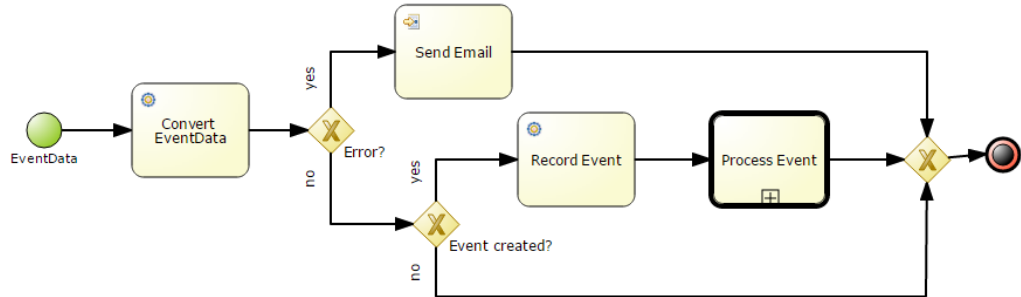 EventData
Convert
EventData
Error?
yes
no
Send Email
Event created?
yes
no
Record Event
Process Event